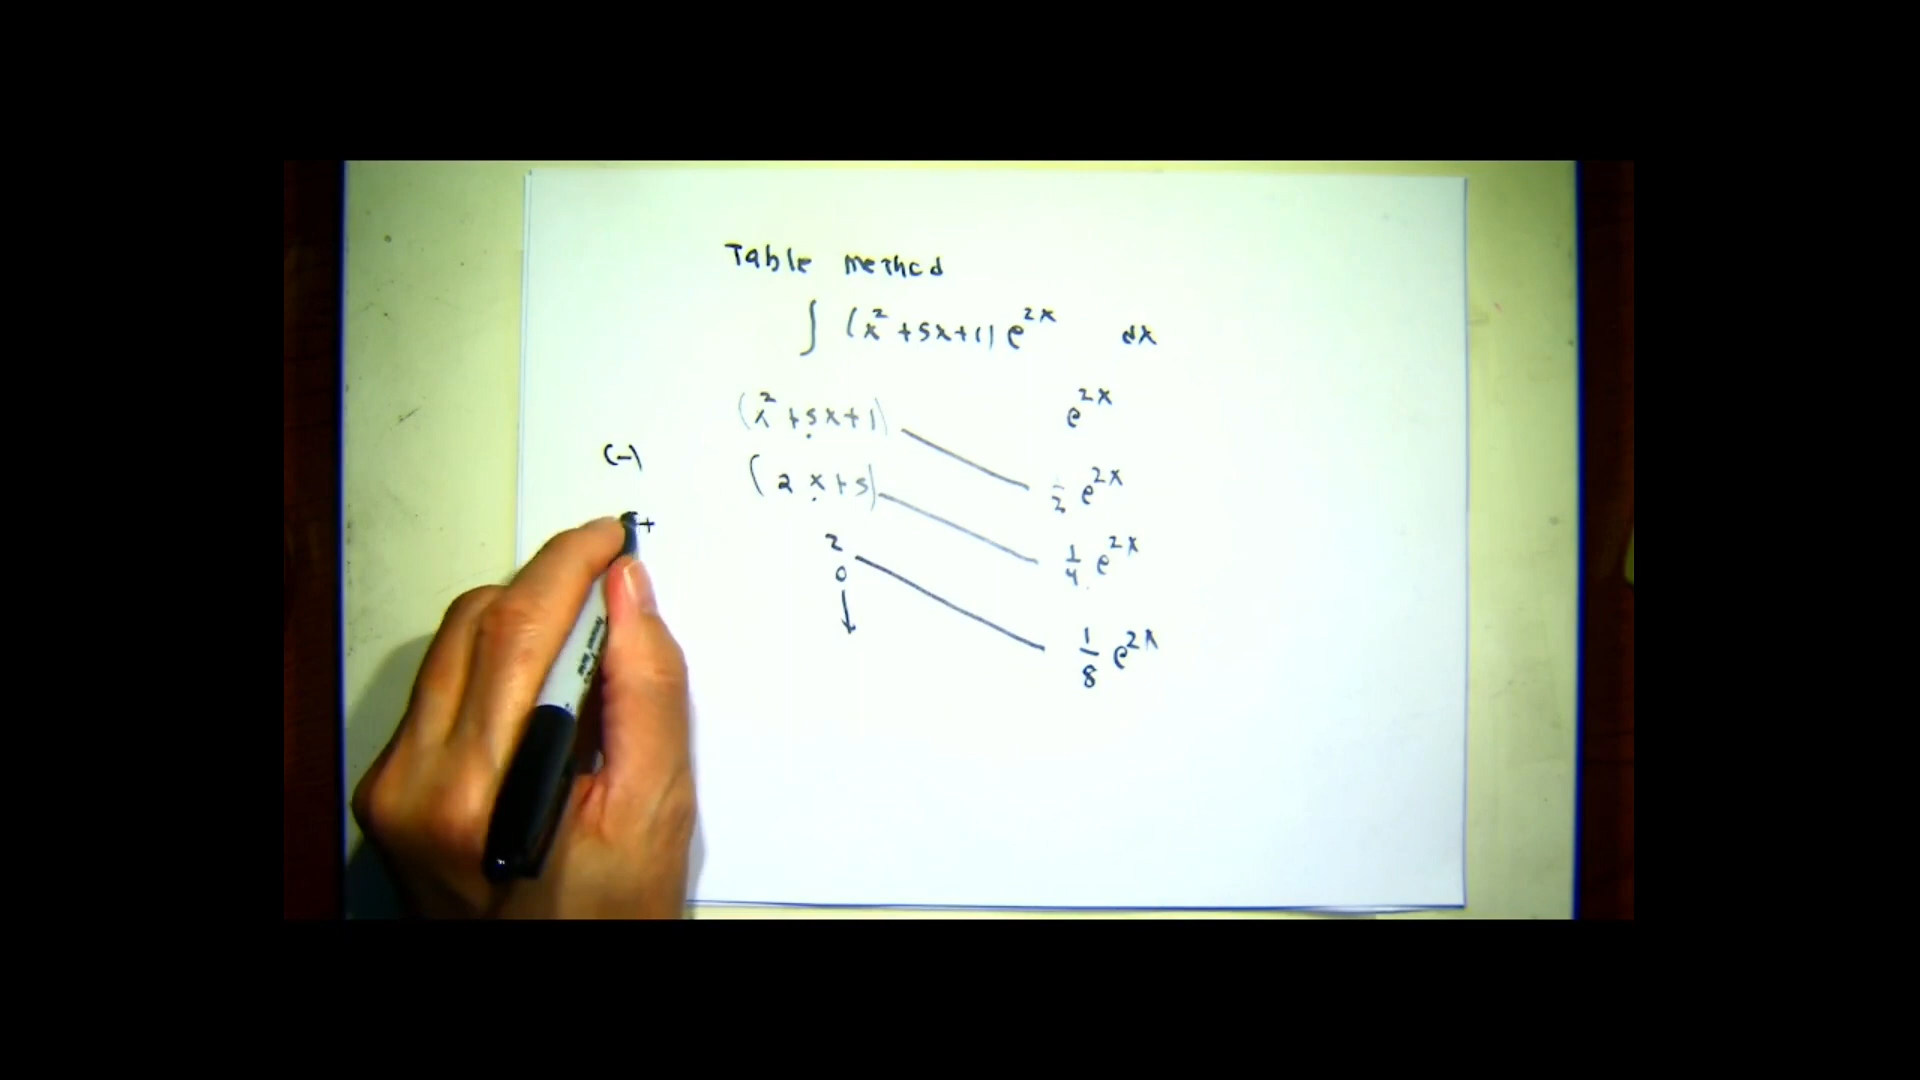 Table method
∫ (x² + 5x + 1) e^{2x} dx
(x² + 5x + 1) e^{2x}
(-)
(2x + 5) 1/2 e^{2x}
+
2 1/4 e^{2x}
0
↓
1/8 e^{2x}